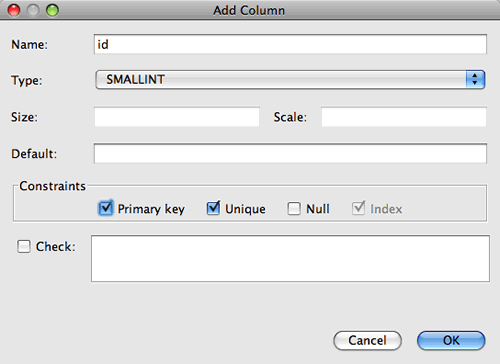 Add Column
Name: id
Type: SMALLINT
Size: Scale:
Default:
Constraints
Primary key Unique Null Index
Check:
Cancel OK